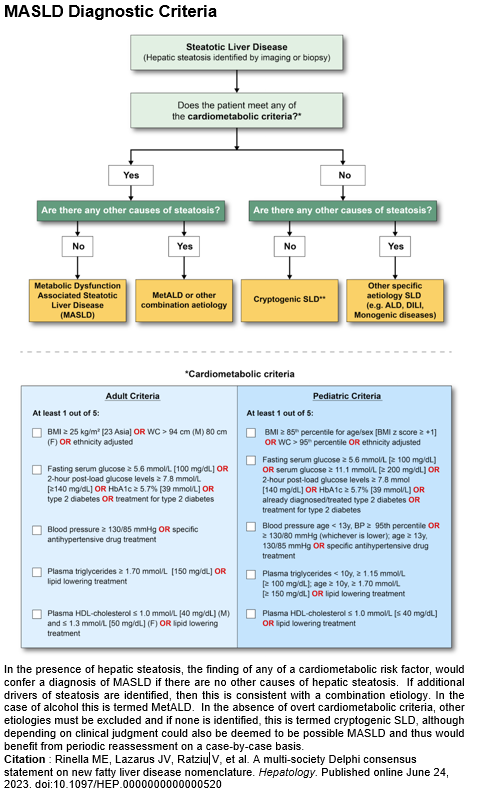 MASLD Diagnostic Criteria
Steatotic Liver Disease
(Hepatic steatosis identified by imaging or biopsy)
Does the patient meet any of
the cardiometabolic criteria?*
Yes
No
Are there any other causes of steatosis?
Are there any other causes of steatosis?
No
Yes
No
Yes
Metabolic Dysfunction
Associated Steatotic
Liver Disease
(MASLD)
MetALD or other
combination aetiology
Cryptogenic SLD**
Other specific
aetiology SLD
(e.g. ALD, DILI,
Monogenic diseases)
*Cardiometabolic criteria
Adult Criteria
At least 1 out of 5:
BMI ≥ 25 kg/m² [23 Asia] OR WC > 94 cm (M) 80 cm
(F) OR ethnicity adjusted
Fasting serum glucose ≥ 5.6 mmol/L [100 mg/dL] OR
2-hour post-load glucose levels ≥ 7.8 mmol/L
[≥140 mg/dL] OR HbA1c ≥ 5.7% [39 mmol/L] OR
type 2 diabetes OR treatment for type 2 diabetes
Blood pressure ≥ 130/85 mmHg OR specific
antihypertensive drug treatment
Plasma triglycerides ≥ 1.70 mmol/L [150 mg/dL] OR
lipid lowering treatment
Plasma HDL-cholesterol ≤ 1.0 mmol/L [40 mg/dL] (M)
and ≤ 1.3 mmol/L [50 mg/dL] (F) OR lipid lowering
treatment
Pediatric Criteria
At least 1 out of 5:
BMI ≥ 85th percentile for age/sex [BMI z score ≥ +1]
OR WC > 95th percentile OR ethnicity adjusted
Fasting serum glucose ≥ 5.6 mmol/L [≥ 100 mg/dL]
OR serum glucose ≥ 11.1 mmol/L [≥ 200 mg/dL] OR
2-hour post-load glucose levels ≥ 7.8 mmol
[140 mg/dL] OR HbA1c ≥ 5.7% [39 mmol/L] OR
already diagnosed/treated type 2 diabetes OR
treatment for type 2 diabetes
Blood pressure age < 13y, BP ≥ 95th percentile OR
≥ 130/80 mmHg (whichever is lower); age ≥ 13y,
130/85 mmHg OR specific antihypertensive drug
treatment
Plasma triglycerides < 10y, ≥ 1.15 mmol/L
[≥ 100 mg/dL]; age ≥ 10y, ≥ 1.70 mmol/L
[≥ 150 mg/dL] OR lipid lowering treatment
Plasma HDL-cholesterol ≤ 1.0 mmol/L [≤ 40 mg/dL]
OR lipid lowering treatment
In the presence of hepatic steatosis, the finding of any of a cardiometabolic risk factor, would
confer a diagnosis of MASLD if there are no other causes of hepatic steatosis. If additional
drivers of steatosis are identified, then this is consistent with a combination etiology. In the
case of alcohol this is termed MetALD. In the absence of overt cardiometabolic criteria, other
etiologies must be excluded and if none is identified, this is termed cryptogenic SLD, although
depending on clinical judgment could also be deemed to be possible MASLD and thus would
benefit from periodic reassessment on a case-by-case basis.
Citation : Rinella ME, Lazarus JV, Ratziu V, et al. A multi-society Delphi consensus
statement on new fatty liver disease nomenclature. Hepatology. Published online June 24,
2023. doi:10.1097/HEP.0000000000000520